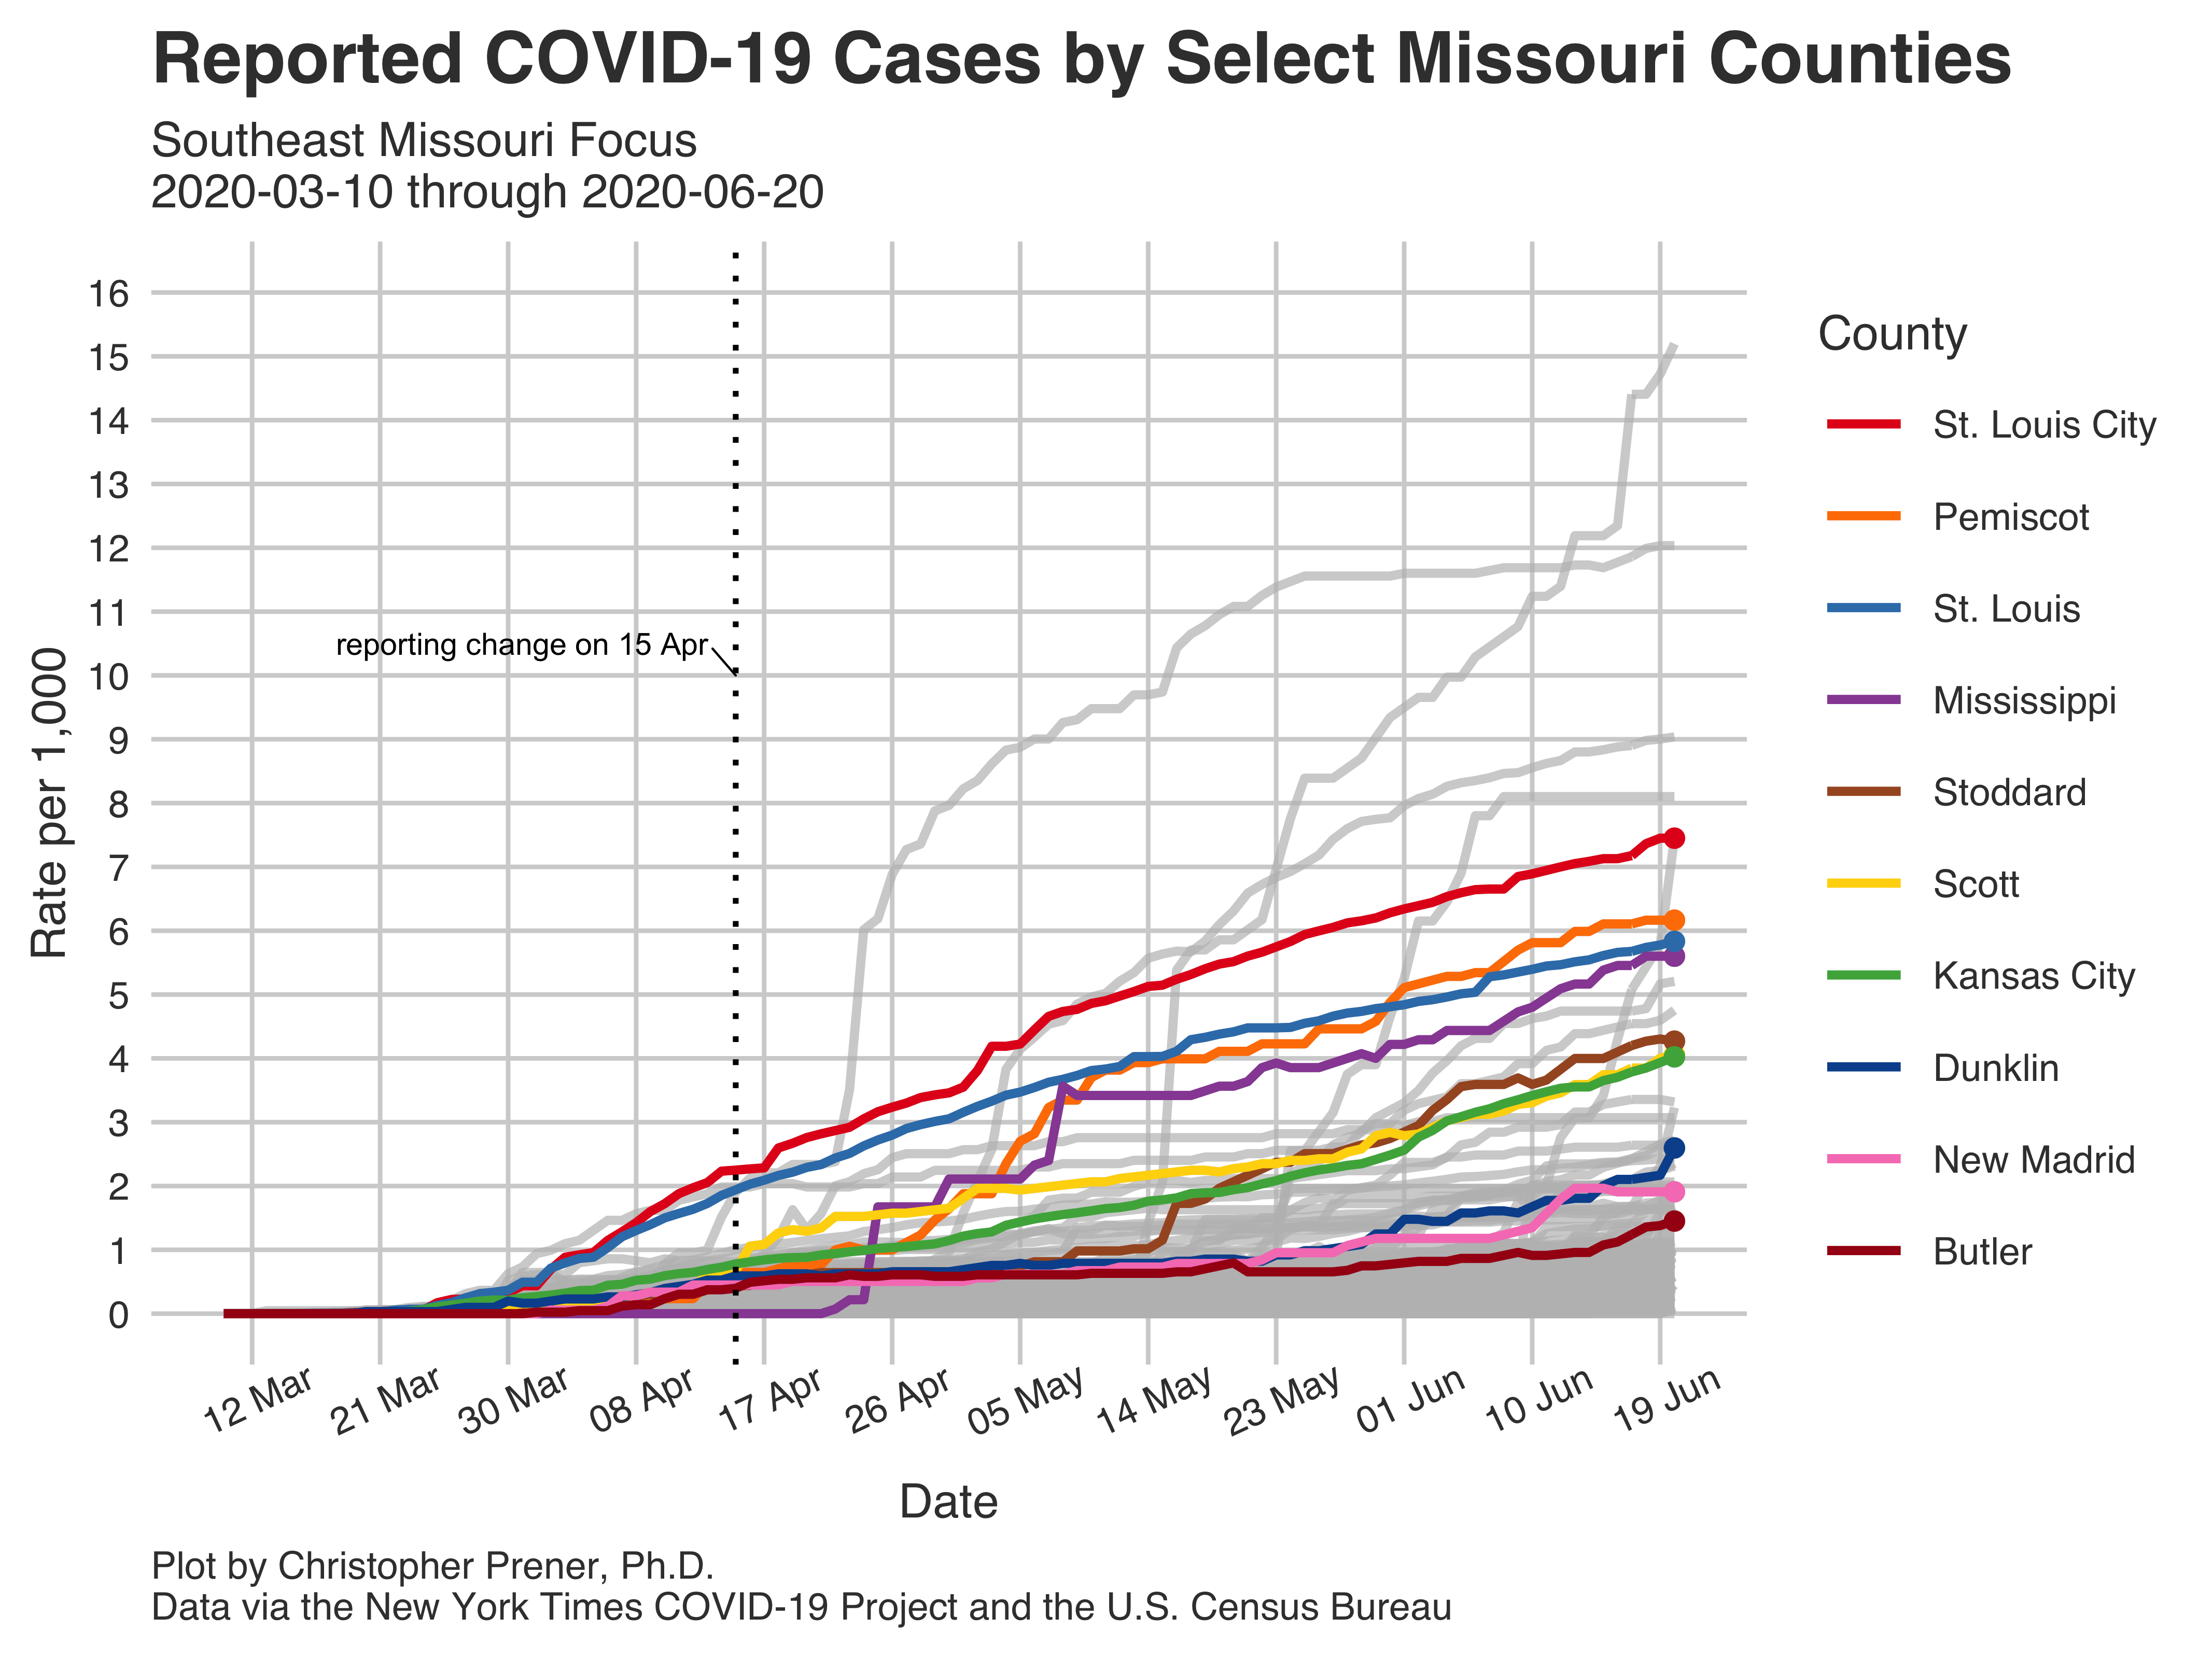 Reported COVID-19 Cases by Select Missouri Counties
Southeast Missouri Focus
2020-03-10 through 2020-06-20
16
15
14
13
12
11
10
9
8
7
6
5
4
3
2
1
0
Rate per 1,000
reporting change on 15 Apr
12 Mar
21 Mar
30 Mar
08 Apr
17 Apr
26 Apr
05 May
14 May
23 May
01 Jun
10 Jun
19 Jun
Date
County
St. Louis City
Pemiscot
St. Louis
Mississippi
Stoddard
Scott
Kansas City
Dunklin
New Madrid
Butler
Plot by Christopher Prener, Ph.D.
Data via the New York Times COVID-19 Project and the U.S. Census Bureau